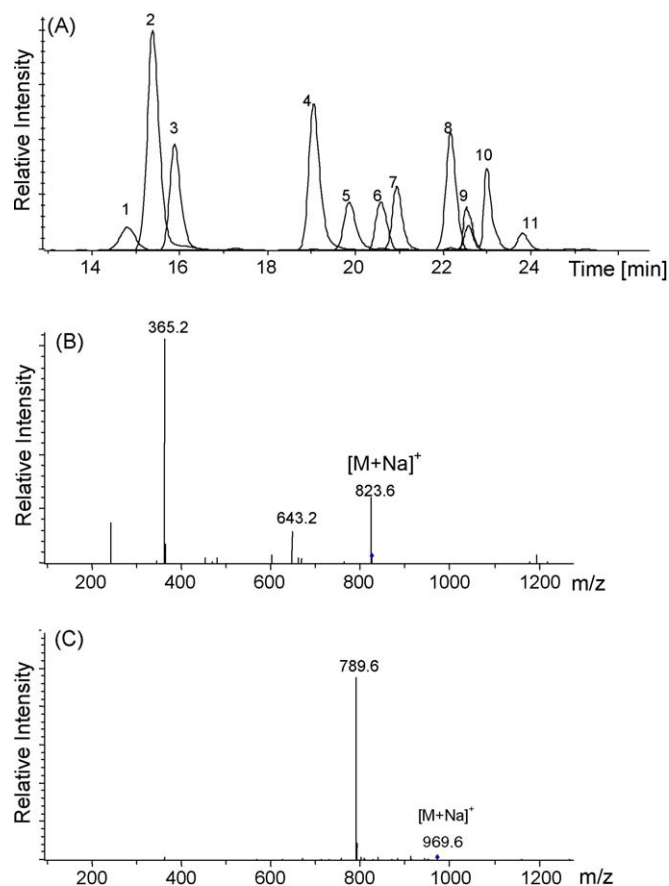 (A)
Relative Intensity
1
2
3
4
5
6
7
8
9
10
11
14 16 18 20 22 24 Time [min]
(B)
Relative Intensity
365.2
[M+Na]+
823.6
643.2
200 400 600 800 1000 1200 m/z
(C)
Relative Intensity
789.6
[M+Na]+
969.6
200 400 600 800 1000 1200 m/z